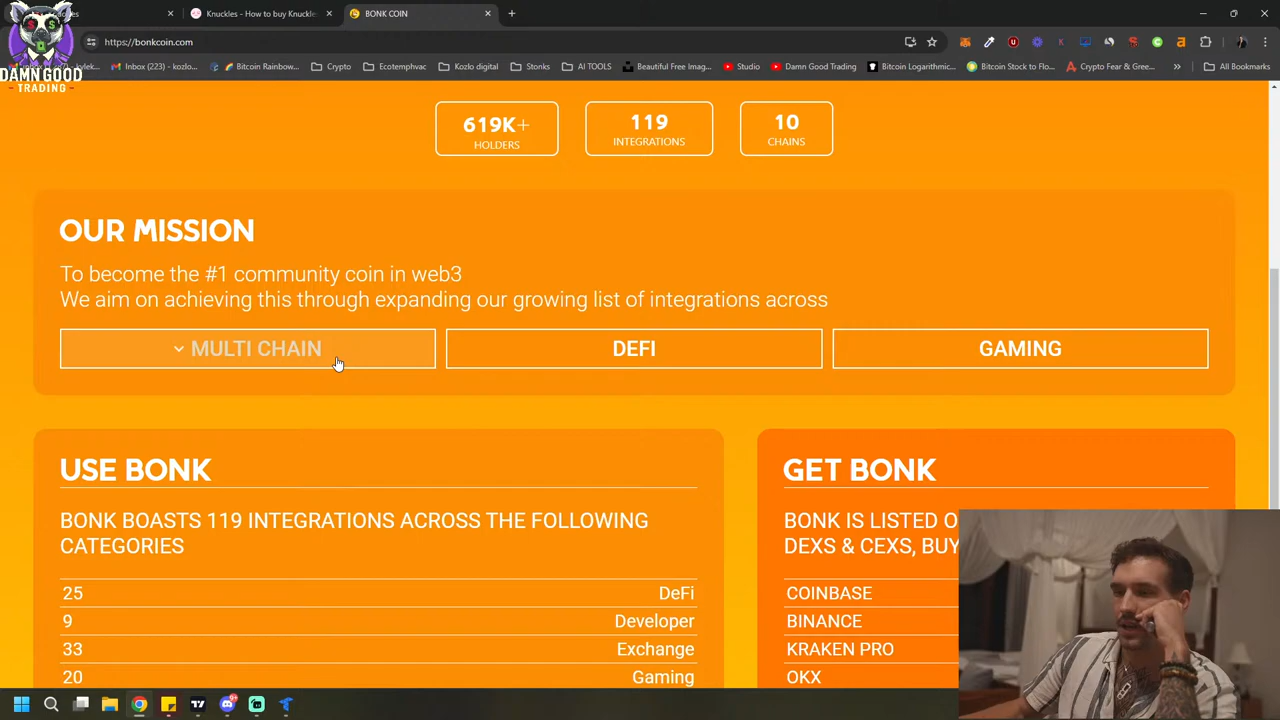 Knuckles - How to buy Knuckle
BONK COIN
https://bonkcoin.com
Inbox (223) - kozlo...
Bitcoin Rainbow...
Crypto
Ecotemphvac
Kozlo digital
Stonks
AI TOOLS
Beautiful Free Imag...
Studio
Damn Good Trading
Bitcoin Logarithmic...
Bitcoin Stock to Flo...
Crypto Fear & Gree...
All Bookmarks
DAMN GOOD
- TRADING -
619K+
HOLDERS
119
INTEGRATIONS
10
CHAINS
OUR MISSION
To become the #1 community coin in web3
We aim on achieving this through expanding our growing list of integrations across
MULTI CHAIN
DEFI
GAMING
USE BONK
BONK BOASTS 119 INTEGRATIONS ACROSS THE FOLLOWING
CATEGORIES
25 DeFi
9 Developer
33 Exchange
20 Gaming
GET BONK
BONK IS LISTED O
DEXS & CEXS, BUY
COINBASE
BINANCE
KRAKEN PRO
OKX